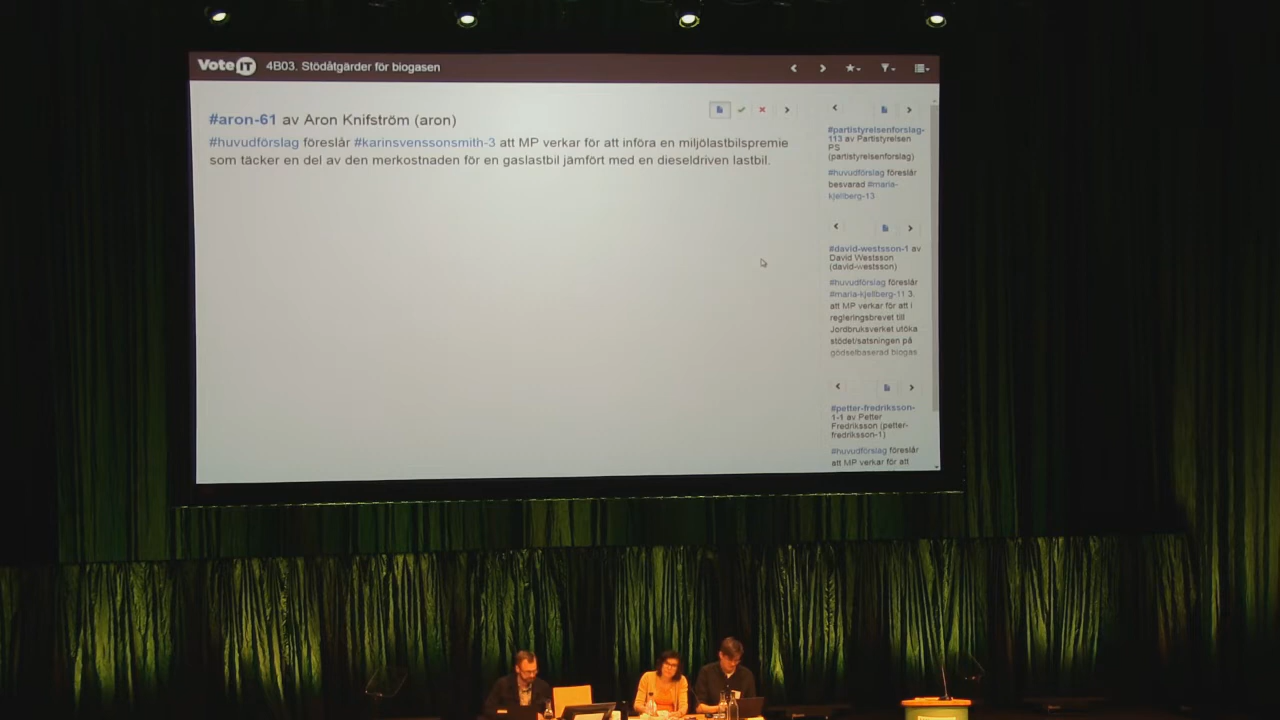 VoteIT 4B03. Stödåtgärder för biogasen
#aron-61 av Aron Knifström (aron)
#huvudförslag föreslår #karinsvenssonsmith-3 att MP verkar för att införa en miljölastbilspremie
som täcker en del av den merkostnaden för en gaslastbil jämfört med en dieseldriven lastbil.
#partistyrelsenforslag-
113 av Partistyrelsen
PS
(partistyrelsenforslag)
#huvudförslag föreslår
besvarad #maria-
kjellberg-13
#david-westsson-1 av
David Westsson
(david-westsson)
#huvudförslag föreslår
#maria-kjellberg-11 3.
att MP verkar för att i
regleringsbrevet till
Jordbruksverket utöka
stödet/satsningen på
gödselbaserad biogas
#petter-fredriksson-
1-1 av Petter
Fredriksson (petter-
fredriksson-1)
#huvudförslag föreslår
att MP verkar för att